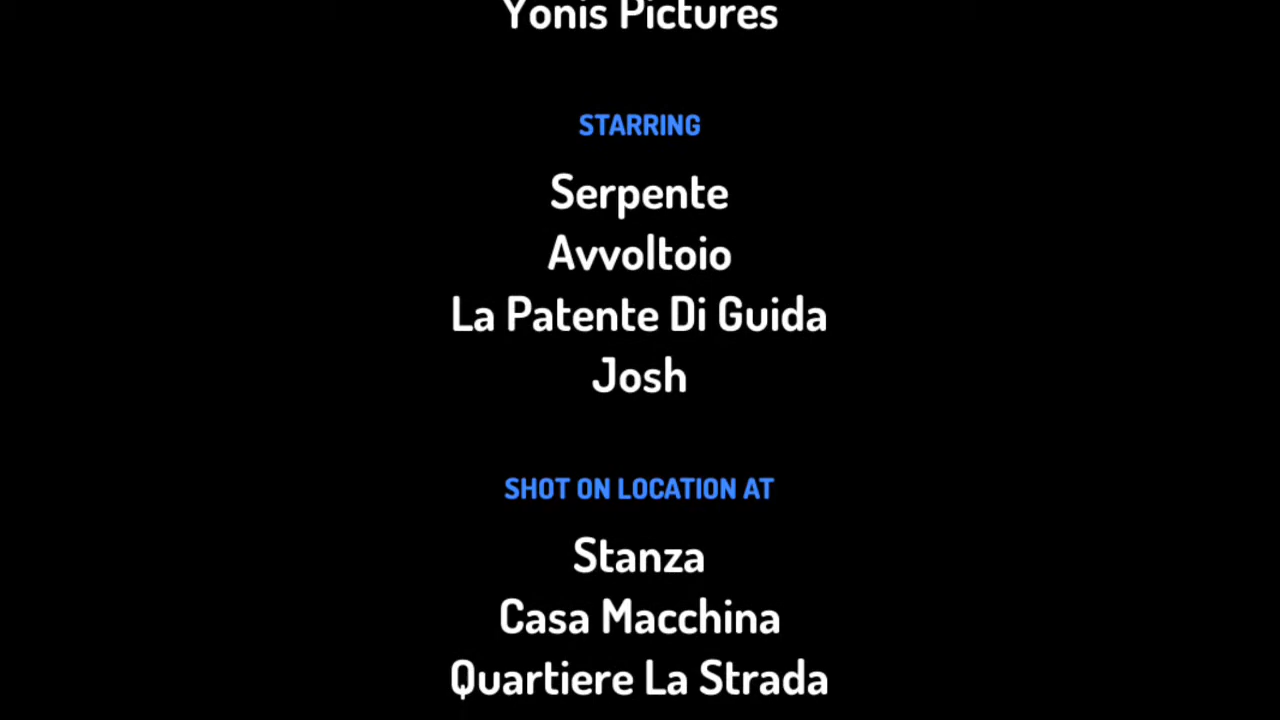 Yonis Pictures
STARRING
Serpente
Avvoltoio
La Patente Di Guida
Josh
SHOT ON LOCATION AT
Stanza
Casa Macchina
Quartiere La Strada